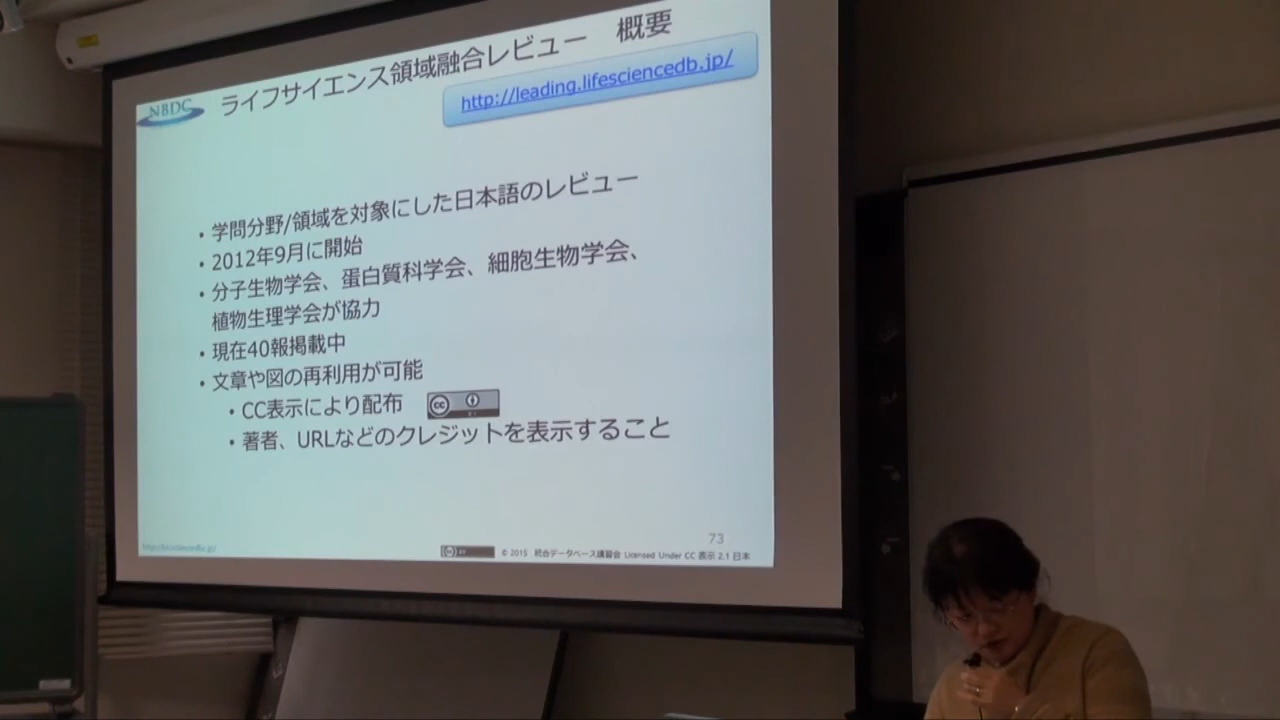 NBDC
ライフサイエンス領域融合レビュー　概要
http://leading.lifesciencedb.jp/
・学問分野/領域を対象にした日本語のレビュー
・2012年9月に開始
・分子生物学会、蛋白質科学会、細胞生物学会、
植物生理学会が協力
・現在40報掲載中
・文章や図の再利用が可能
・CC表示により配布
cc
・著者、URLなどのクレジットを表示すること
73
© 2015 統合データベース講習会 Licensed Under CC 表示 2.1 日本